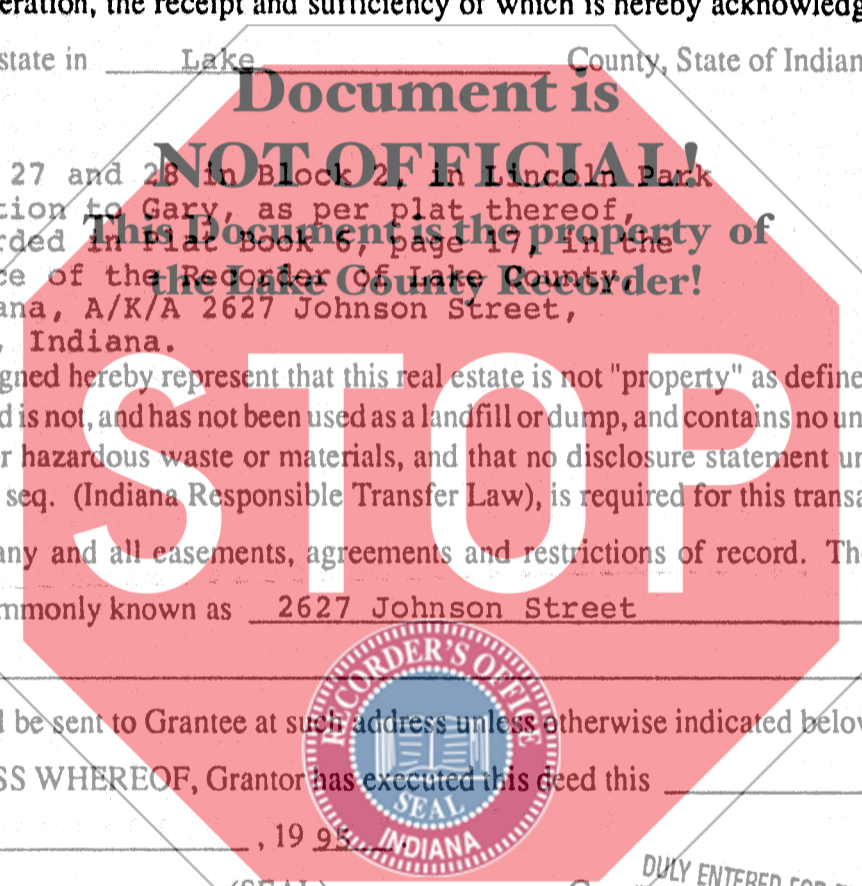 eration, the receipt and sufficiency of which is hereby acknowledg
state in Lake County, State of Indian
Document is
NOT OFFICIAL!
27 and 28 in Block 2, in Lincoln Park
tion to Gary, as per plat thereof,
This Document is the property of
rded in Plat Book 6, page 17, in the
the Lake County Recorder!
ce of the Recorder of Lake County,
ana, A/K/A 2627 Johnson Street,
, Indiana.
STOP
gned hereby represent that this real estate is not "property" as define
d is not, and has not been used as a landfill or dump, and contains no un
r hazardous waste or materials, and that no disclosure statement un
seq. (Indiana Responsible Transfer Law), is required for this transa
any and all easements, agreements and restrictions of record. Th
mmonly known as 2627 Johnson Street
RECORDER'S OFFICE
SEAL
INDIANA
l be sent to Grantee at such address unless otherwise indicated below
SS WHEREOF, Grantor has executed this deed this
, 19 95 .
(SEAL)
DULY ENTERED FOR